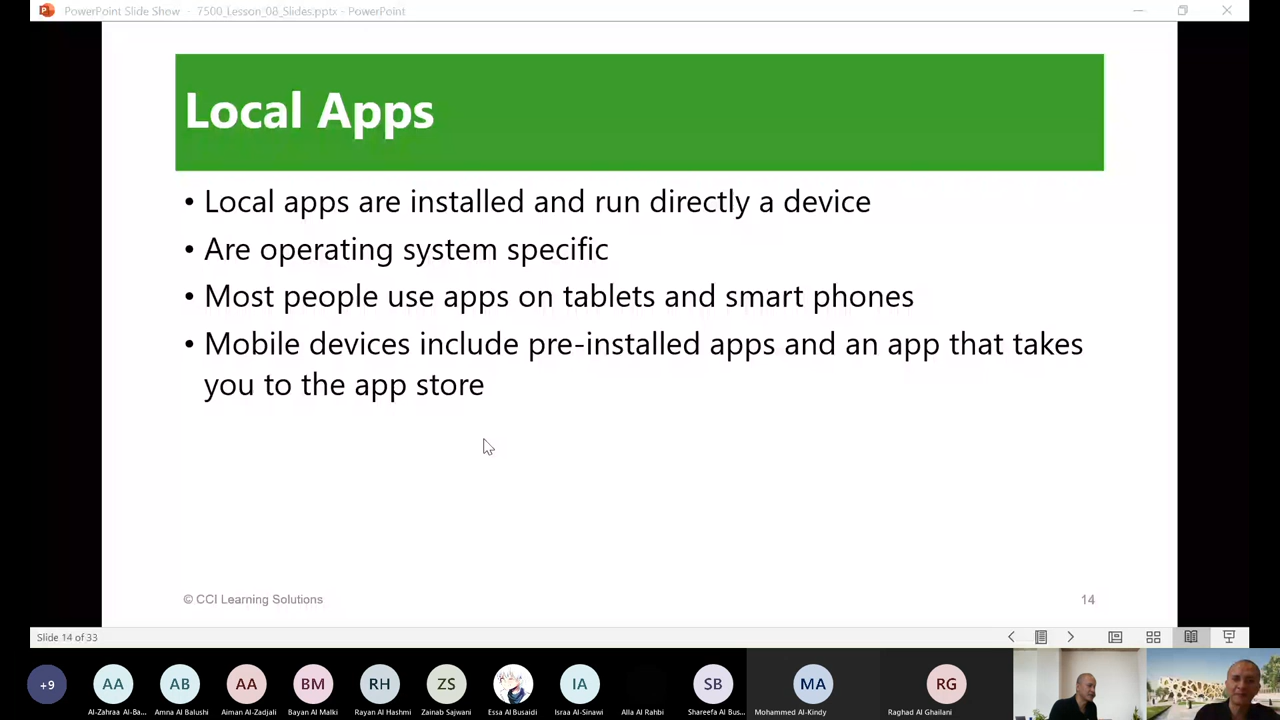 PowerPoint Slide Show - 7500_Lesson_08_Slides.pptx - PowerPoint
Local Apps
• Local apps are installed and run directly a device
• Are operating system specific
• Most people use apps on tablets and smart phones
• Mobile devices include pre-installed apps and an app that takes
you to the app store
© CCI Learning Solutions
14
Slide 14 of 33
+9
AA
AB
AA
BM
RH
ZS
IA
SB
MA
RG
Al-Zahraa Al-Ba...
Amna Al Balushi
Aiman Al-Zadjali
Bayan Al Malki
Rayan Al Hashmi
Zainab Sajwani
Essa Al Busaidi
Israa Al-Sinawi
Alla Al Rahbi
Shareefa Al Bus...
Mohammed Al-Kindy
Raghad Al Ghailani